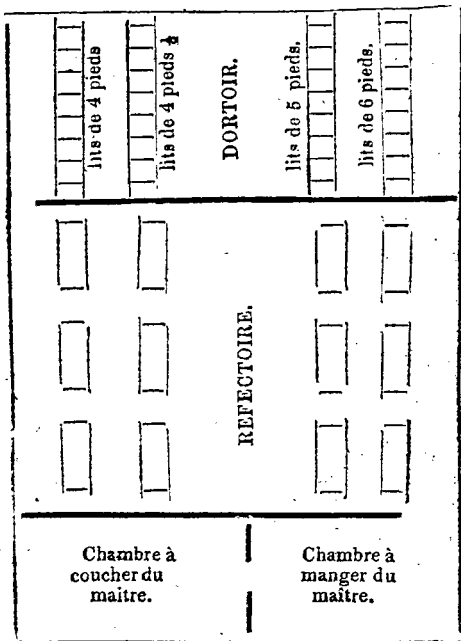 lits de 4 pieds
lits de 4 pieds ½
DORTOIR.
lits de 5 pieds.
lits de 6 pieds.
REFECTOIRE.
Chambre à
coucher du
maitre.
Chambre à
manger du
maître.